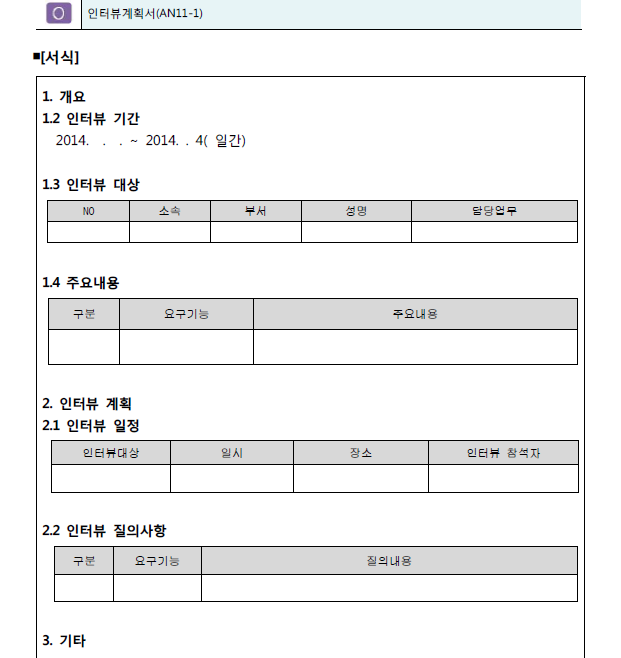 O 인터뷰계획서(AN11-1)
■[서식]
1. 개요
1.2 인터뷰 기간
2014. . . ~ 2014. . 4( 일간)
1.3 인터뷰 대상
NO 소속 부서 성명 담당업무
1.4 주요내용
구분 요구기능 주요내용
2. 인터뷰 계획
2.1 인터뷰 일정
인터뷰대상 일시 장소 인터뷰 참석자
2.2 인터뷰 질의사항
구분 요구기능 질의내용
3. 기타